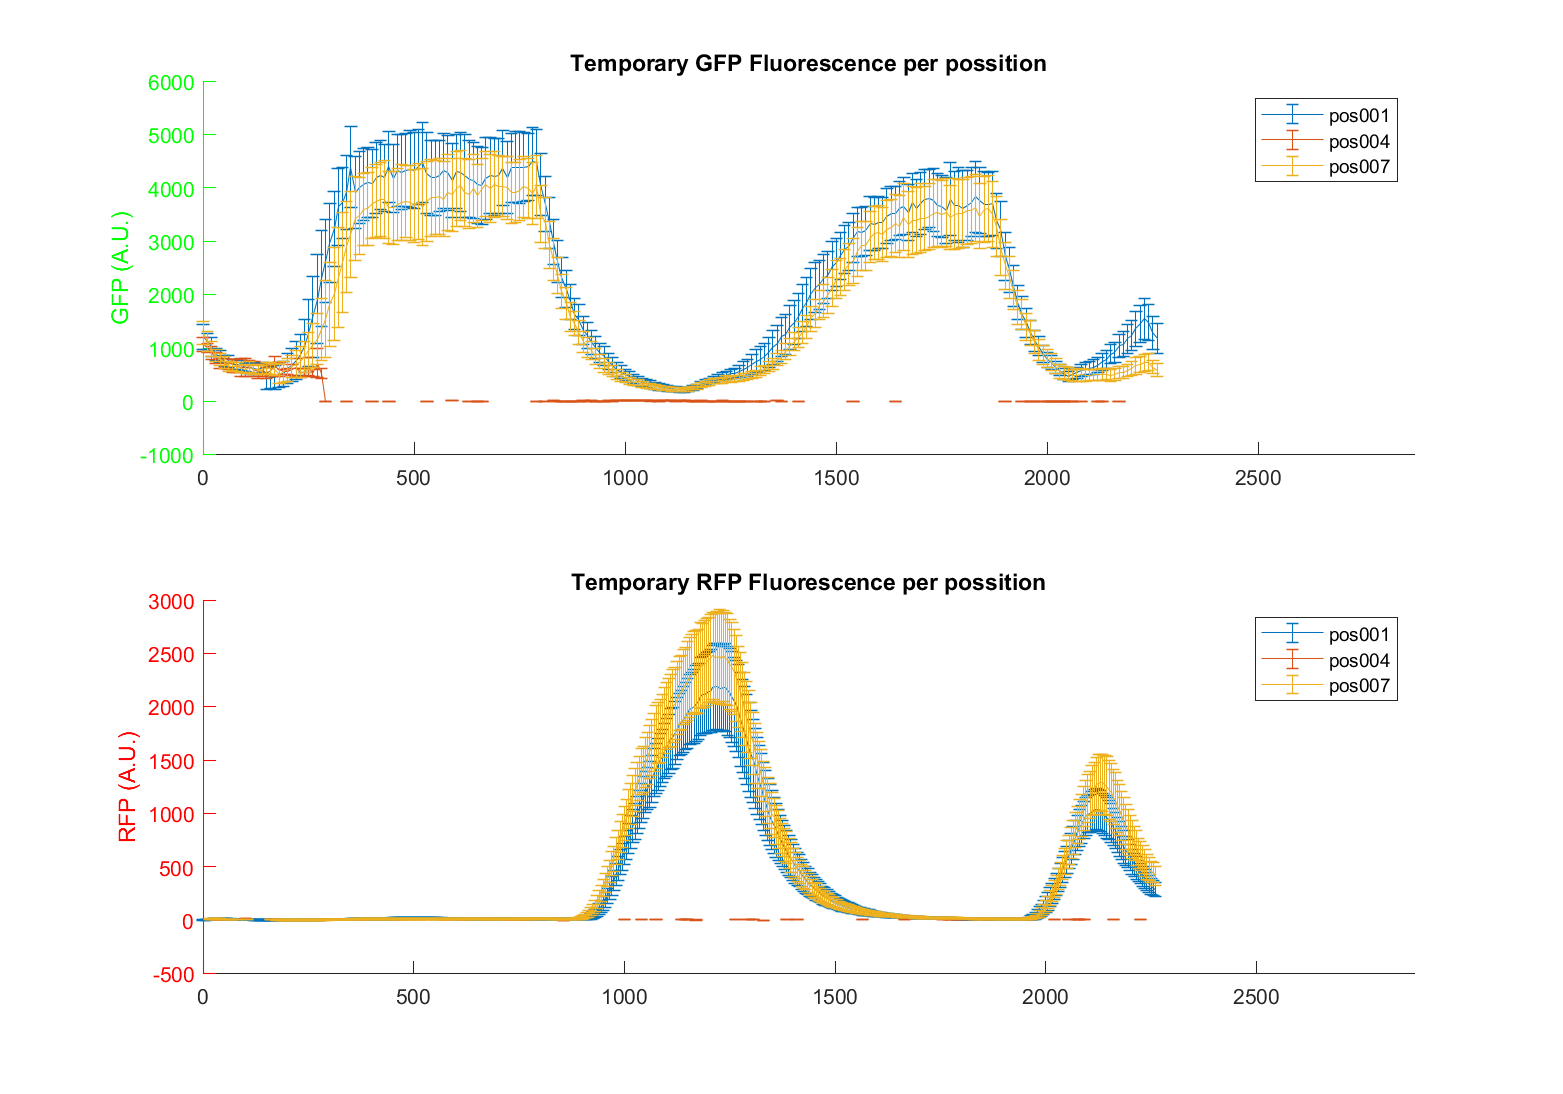 Temporary GFP Fluorescence per possition
GFP (A.U.)
6000
5000
4000
3000
2000
1000
0
-1000
0 500 1000 1500 2000 2500
pos001
pos004
pos007
Temporary RFP Fluorescence per possition
RFP (A.U.)
3000
2500
2000
1500
1000
500
0
-500
0 500 1000 1500 2000 2500
pos001
pos004
pos007